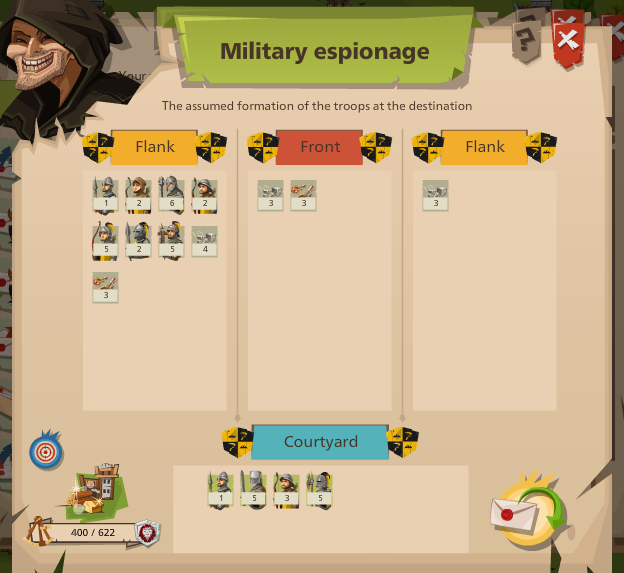 Military espionage
Your
The assumed formation of the troops at the destination
Flank
Front
Flank
1 2 6 2
3 3
3
5 2 5 4
3
Courtyard
1 5 3 5
400 / 622